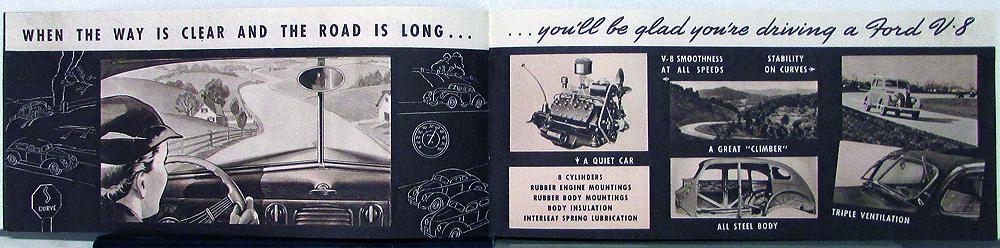 WHEN THE WAY IS CLEAR AND THE ROAD IS LONG...
CURVE
...you'll be glad you're driving a Ford V-8
V-8 SMOOTHNESS
AT ALL SPEEDS
STABILITY
ON CURVES
A QUIET CAR
8 CYLINDERS
RUBBER ENGINE MOUNTINGS
RUBBER BODY MOUNTINGS
BODY INSULATION
INTERLEAF SPRING LUBRICATION
A GREAT "CLIMBER"
ALL STEEL BODY
TRIPLE VENTILATION